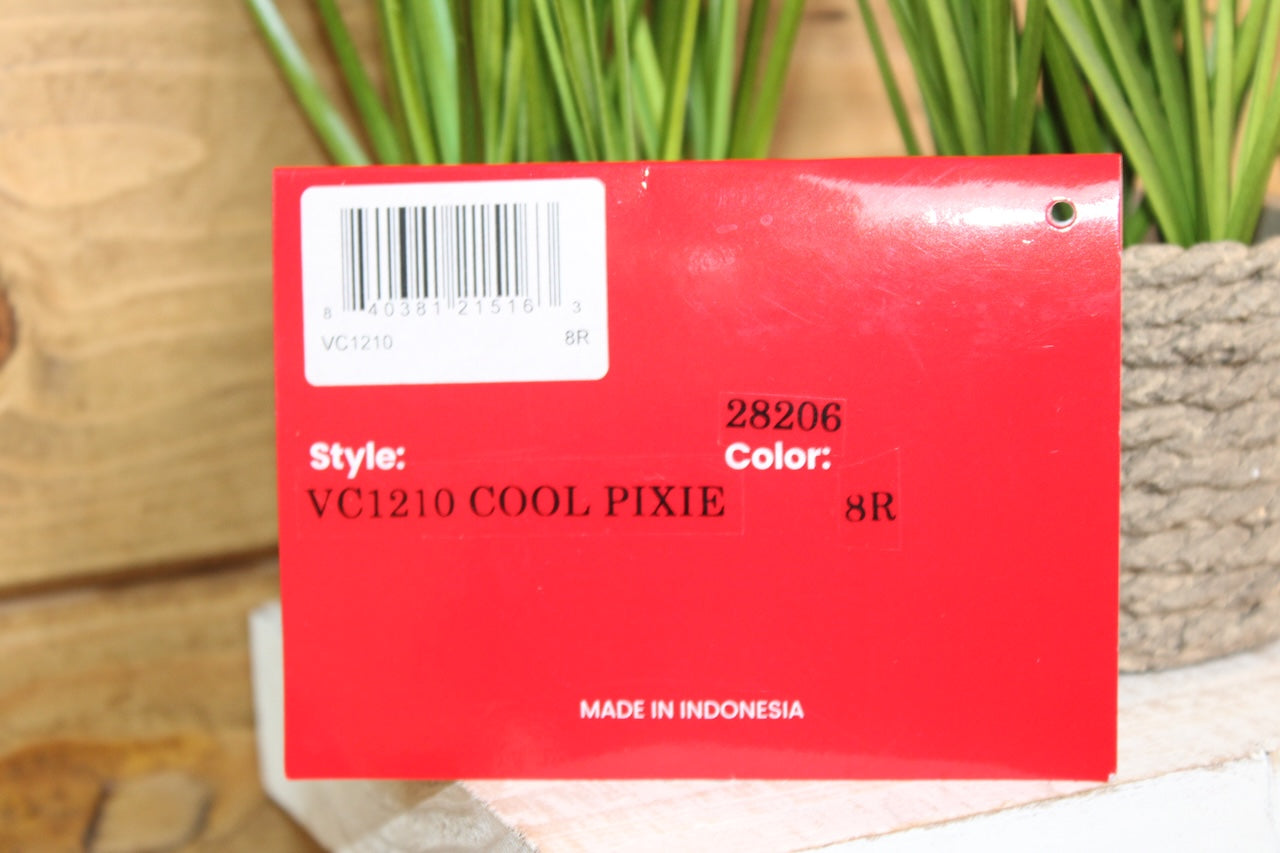 8 40381 21516 3
VC1210 8R
28206
Style: Color:
VC1210 COOL PIXIE 8R
MADE IN INDONESIA